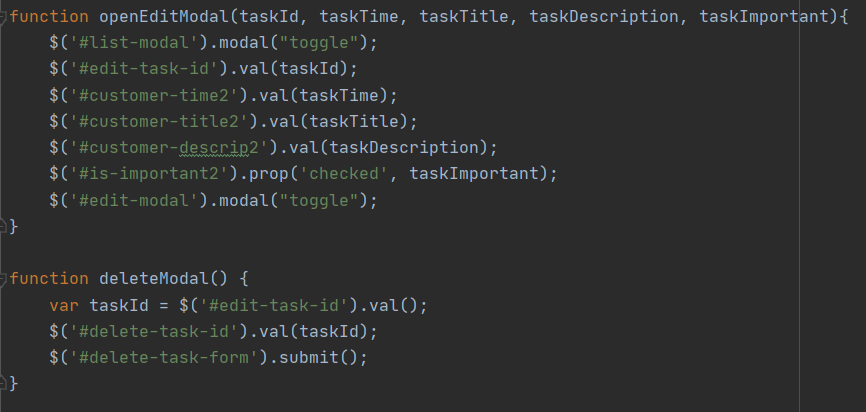 function openEditModal(taskId, taskTime, taskTitle, taskDescription, taskImportant){
    $('#list-modal').modal("toggle");
    $('#edit-task-id').val(taskId);
    $('#customer-time2').val(taskTime);
    $('#customer-title2').val(taskTitle);
    $('#customer-descrip2').val(taskDescription);
    $('#is-important2').prop('checked', taskImportant);
    $('#edit-modal').modal("toggle");
}

function deleteModal() {
    var taskId = $('#edit-task-id').val();
    $('#delete-task-id').val(taskId);
    $('#delete-task-form').submit();
}